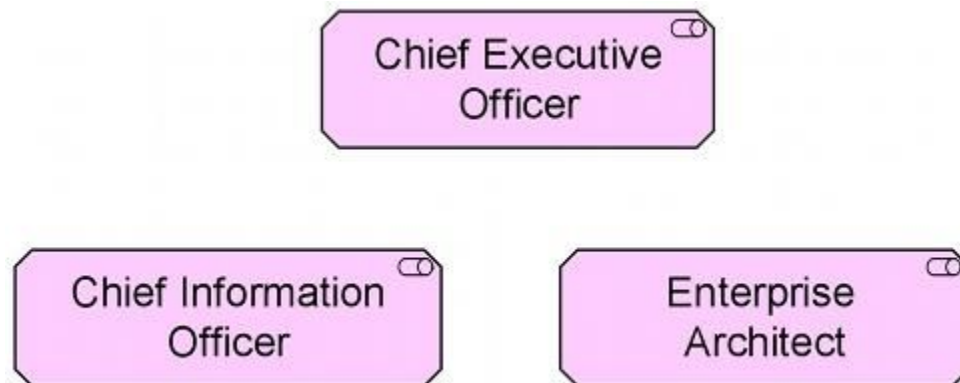 Chief Executive
Officer
Chief Information
Officer
Enterprise
Architect